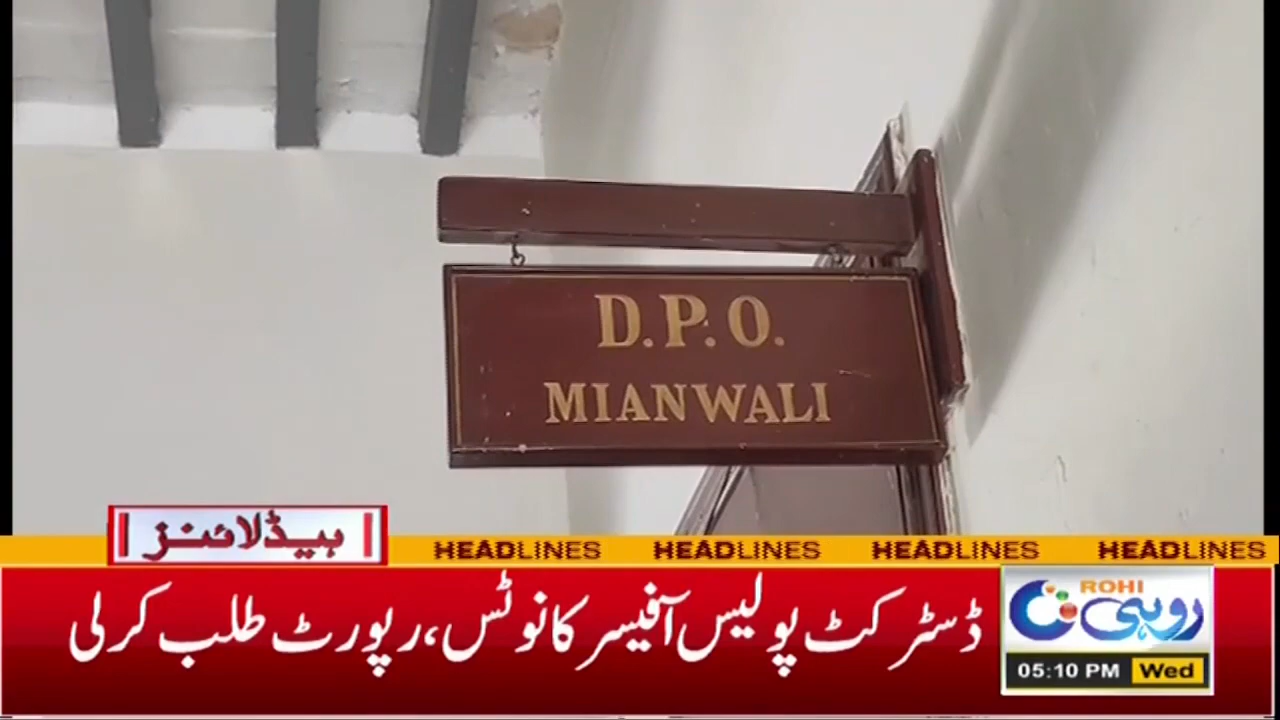 D.P.O.
MIANWALI
ہیڈلائنز
HEADLINES HEADLINES HEADLINES HEADLINES
ڈسٹرکٹ پولیس آفیسر کا نوٹس، رپورٹ طلب کرلی
ROHI
روہی
05:10 PM Wed